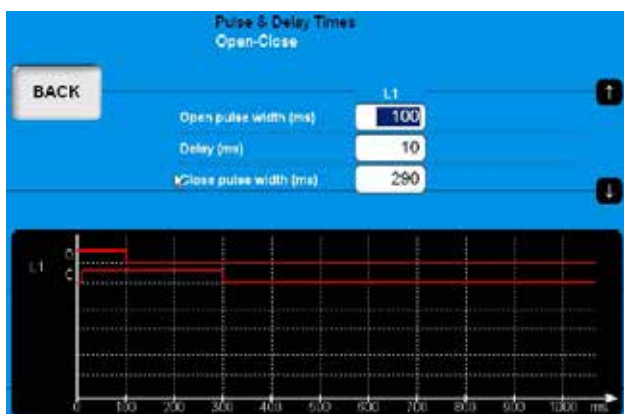 Pulse & Delay Times
Open-Close
BACK
L1
Open pulse width (ms) 100
Delay (ms) 10
Close pulse width (ms) 290
L1 O
C
0 100 200 300 400 500 600 700 800 900 1000 ms